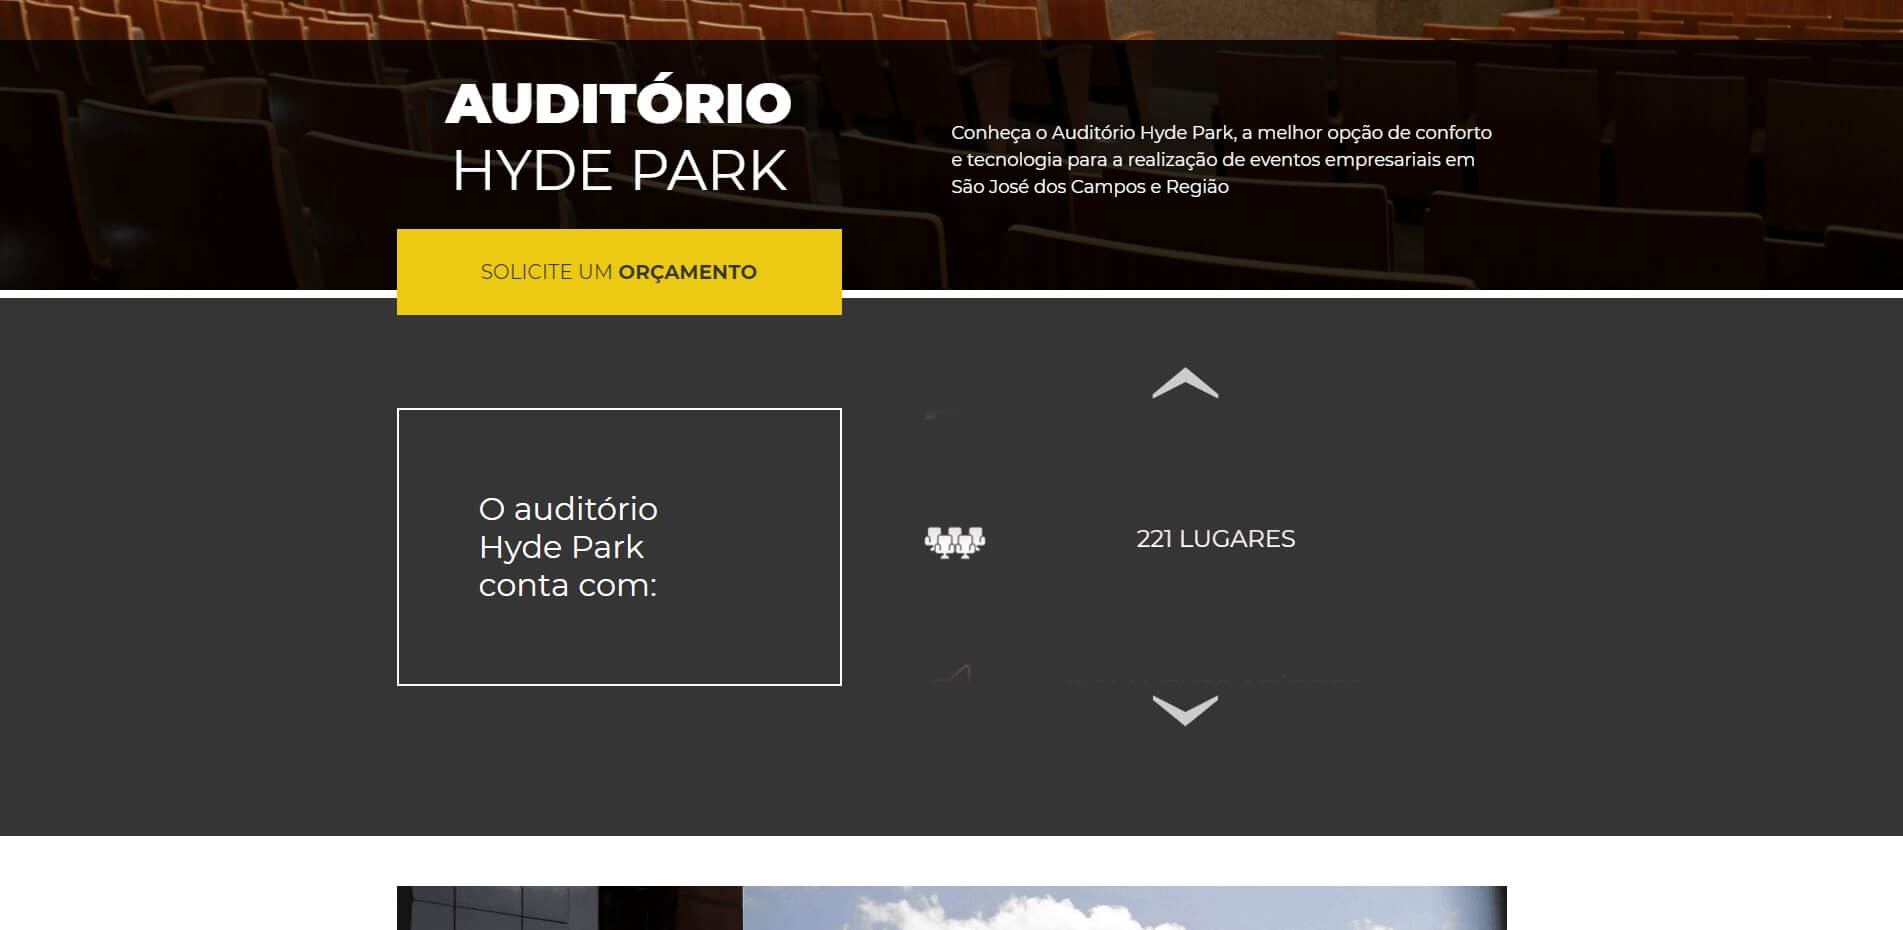 AUDITÓRIO
HYDE PARK
Conheça o Auditório Hyde Park, a melhor opção de conforto
e tecnologia para a realização de eventos empresariais em
São José dos Campos e Região
SOLICITE UM ORÇAMENTO
O auditório
Hyde Park
conta com:
221 LUGARES